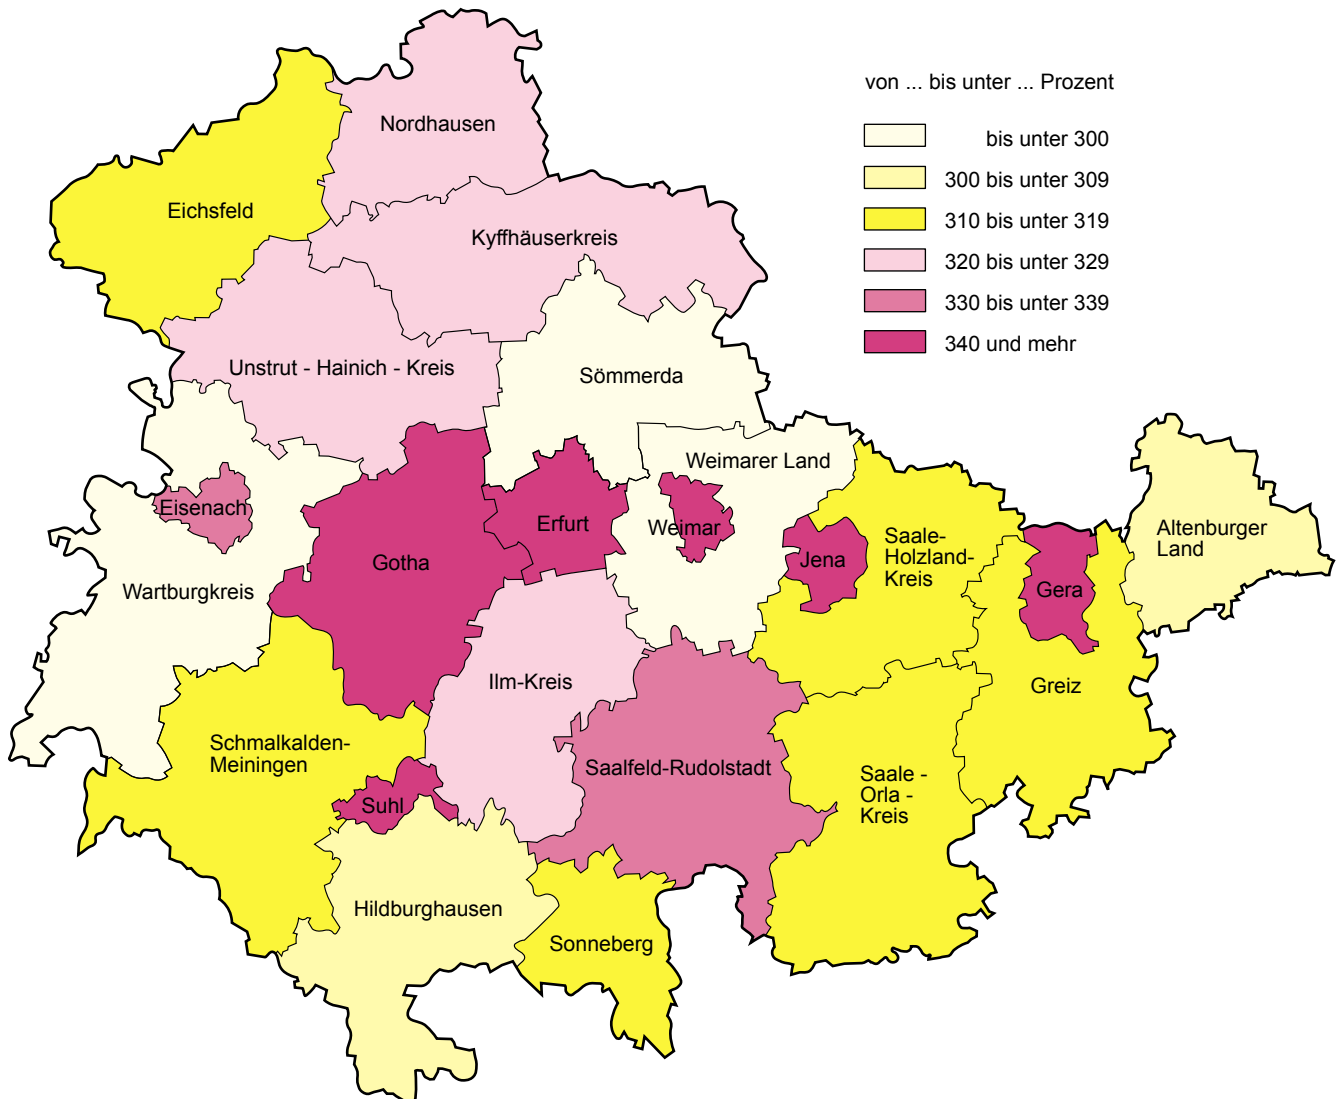 von ... bis unter ... Prozent
bis unter 300
300 bis unter 309
310 bis unter 319
320 bis unter 329
330 bis unter 339
340 und mehr
Nordhausen
Eichsfeld
Kyffhäuserkreis
Unstrut - Hainich - Kreis
Sömmerda
Weimarer Land
Eisenach
Erfurt
Weimar
Gotha
Jena
Saale-
Holzland-
Kreis
Altenburger
Land
Gera
Wartburgkreis
Ilm-Kreis
Greiz
Schmalkalden-
Meiningen
Saalfeld-Rudolstadt
Saale -
Orla -
Kreis
Suhl
Hildburghausen
Sonneberg